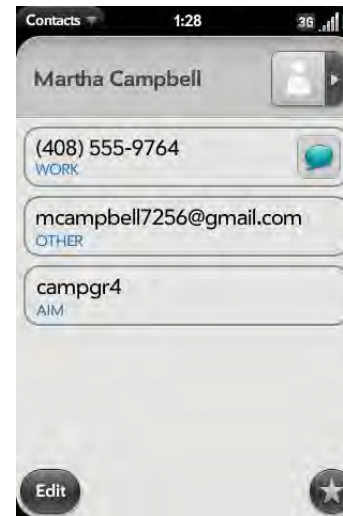 Contacts 1:28 3G
Martha Campbell
(408) 555-9764
WORK
mcampbell7256@gmail.com
OTHER
campgr4
AIM
Edit